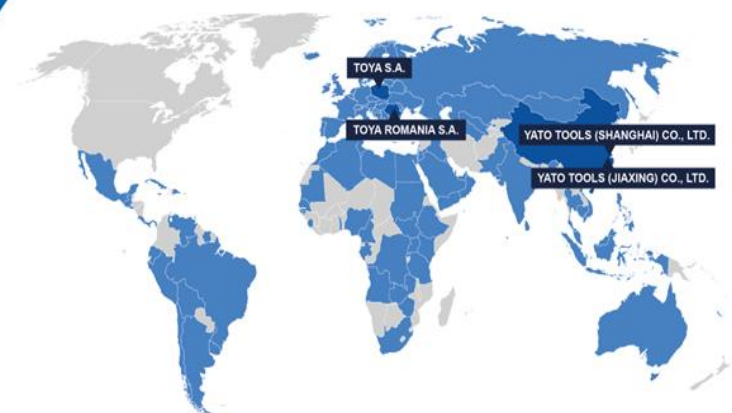 TOYA S.A.
TOYA ROMANIA S.A.
YATO TOOLS (SHANGHAI) CO., LTD.
YATO TOOLS (JIAXING) CO., LTD.